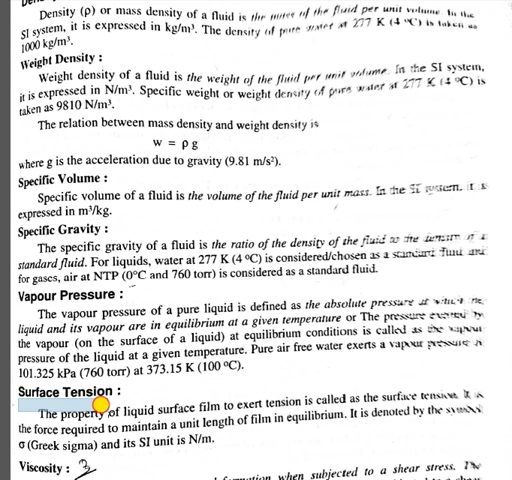 Density (ρ) or mass density of a fluid is the mass of the fluid per unit volume. In the
SI system, it is expressed in kg/m³. The density of pure water at 277 K (4 ºC) is taken as
1000 kg/m³.
Weight Density :
Weight density of a fluid is the weight of the fluid per unit volume. In the SI system,
it is expressed in N/m³. Specific weight or weight density of pure water at 277 K (4 ºC) is
taken as 9810 N/m³.
The relation between mass density and weight density is
w = ρ g
where g is the acceleration due to gravity (9.81 m/s²).
Specific Volume :
Specific volume of a fluid is the volume of the fluid per unit mass. In the SI system, it is
expressed in m³/kg.
Specific Gravity :
The specific gravity of a fluid is the ratio of the density of the fluid to the density of a
standard fluid. For liquids, water at 277 K (4 ºC) is considered/chosen as a standard fluid and
for gases, air at NTP (0°C and 760 torr) is considered as a standard fluid.
Vapour Pressure :
The vapour pressure of a pure liquid is defined as the absolute pressure at which the
liquid and its vapour are in equilibrium at a given temperature or The pressure exerted by
the vapour (on the surface of a liquid) at equilibrium conditions is called as the vapour
pressure of the liquid at a given temperature. Pure air free water exerts a vapour pressure of
101.325 kPa (760 torr) at 373.15 K (100 ºC).
Surface Tension :
The property of liquid surface film to exert tension is called as the surface tension. It is
the force required to maintain a unit length of film in equilibrium. It is denoted by the symbol
σ (Greek sigma) and its SI unit is N/m.
Viscosity : 3
when subjected to a shear stress. The